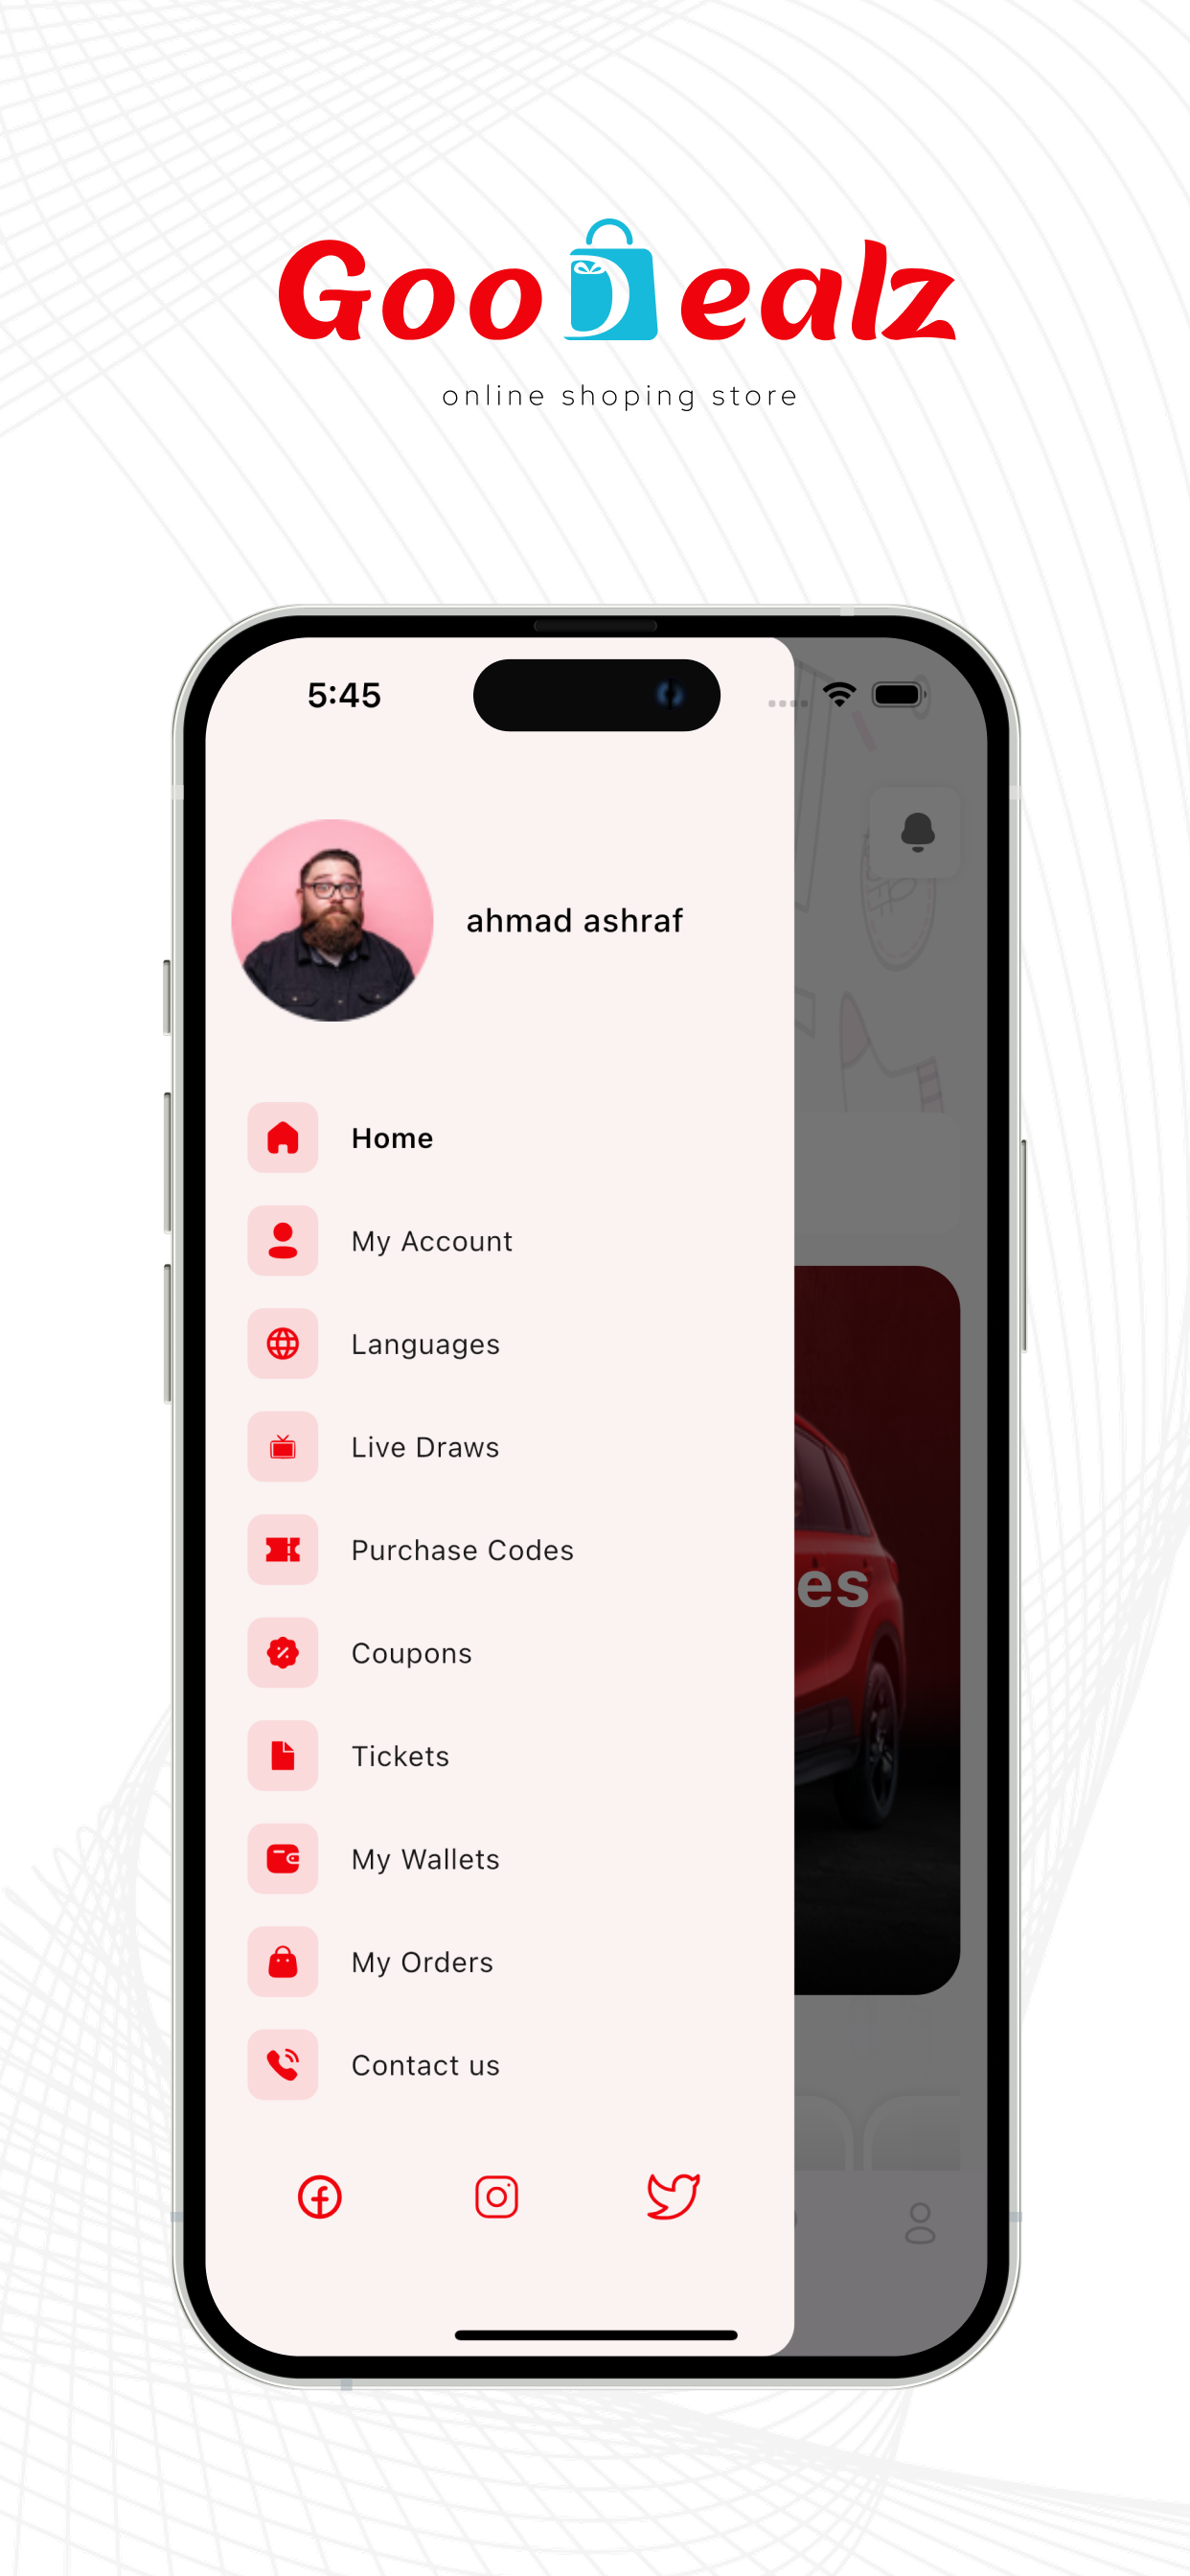 GooDealz
online shoping store
5:45
ahmad ashraf
Home
My Account
Languages
Live Draws
Purchase Codes
es
Coupons
Tickets
My Wallets
My Orders
Contact us